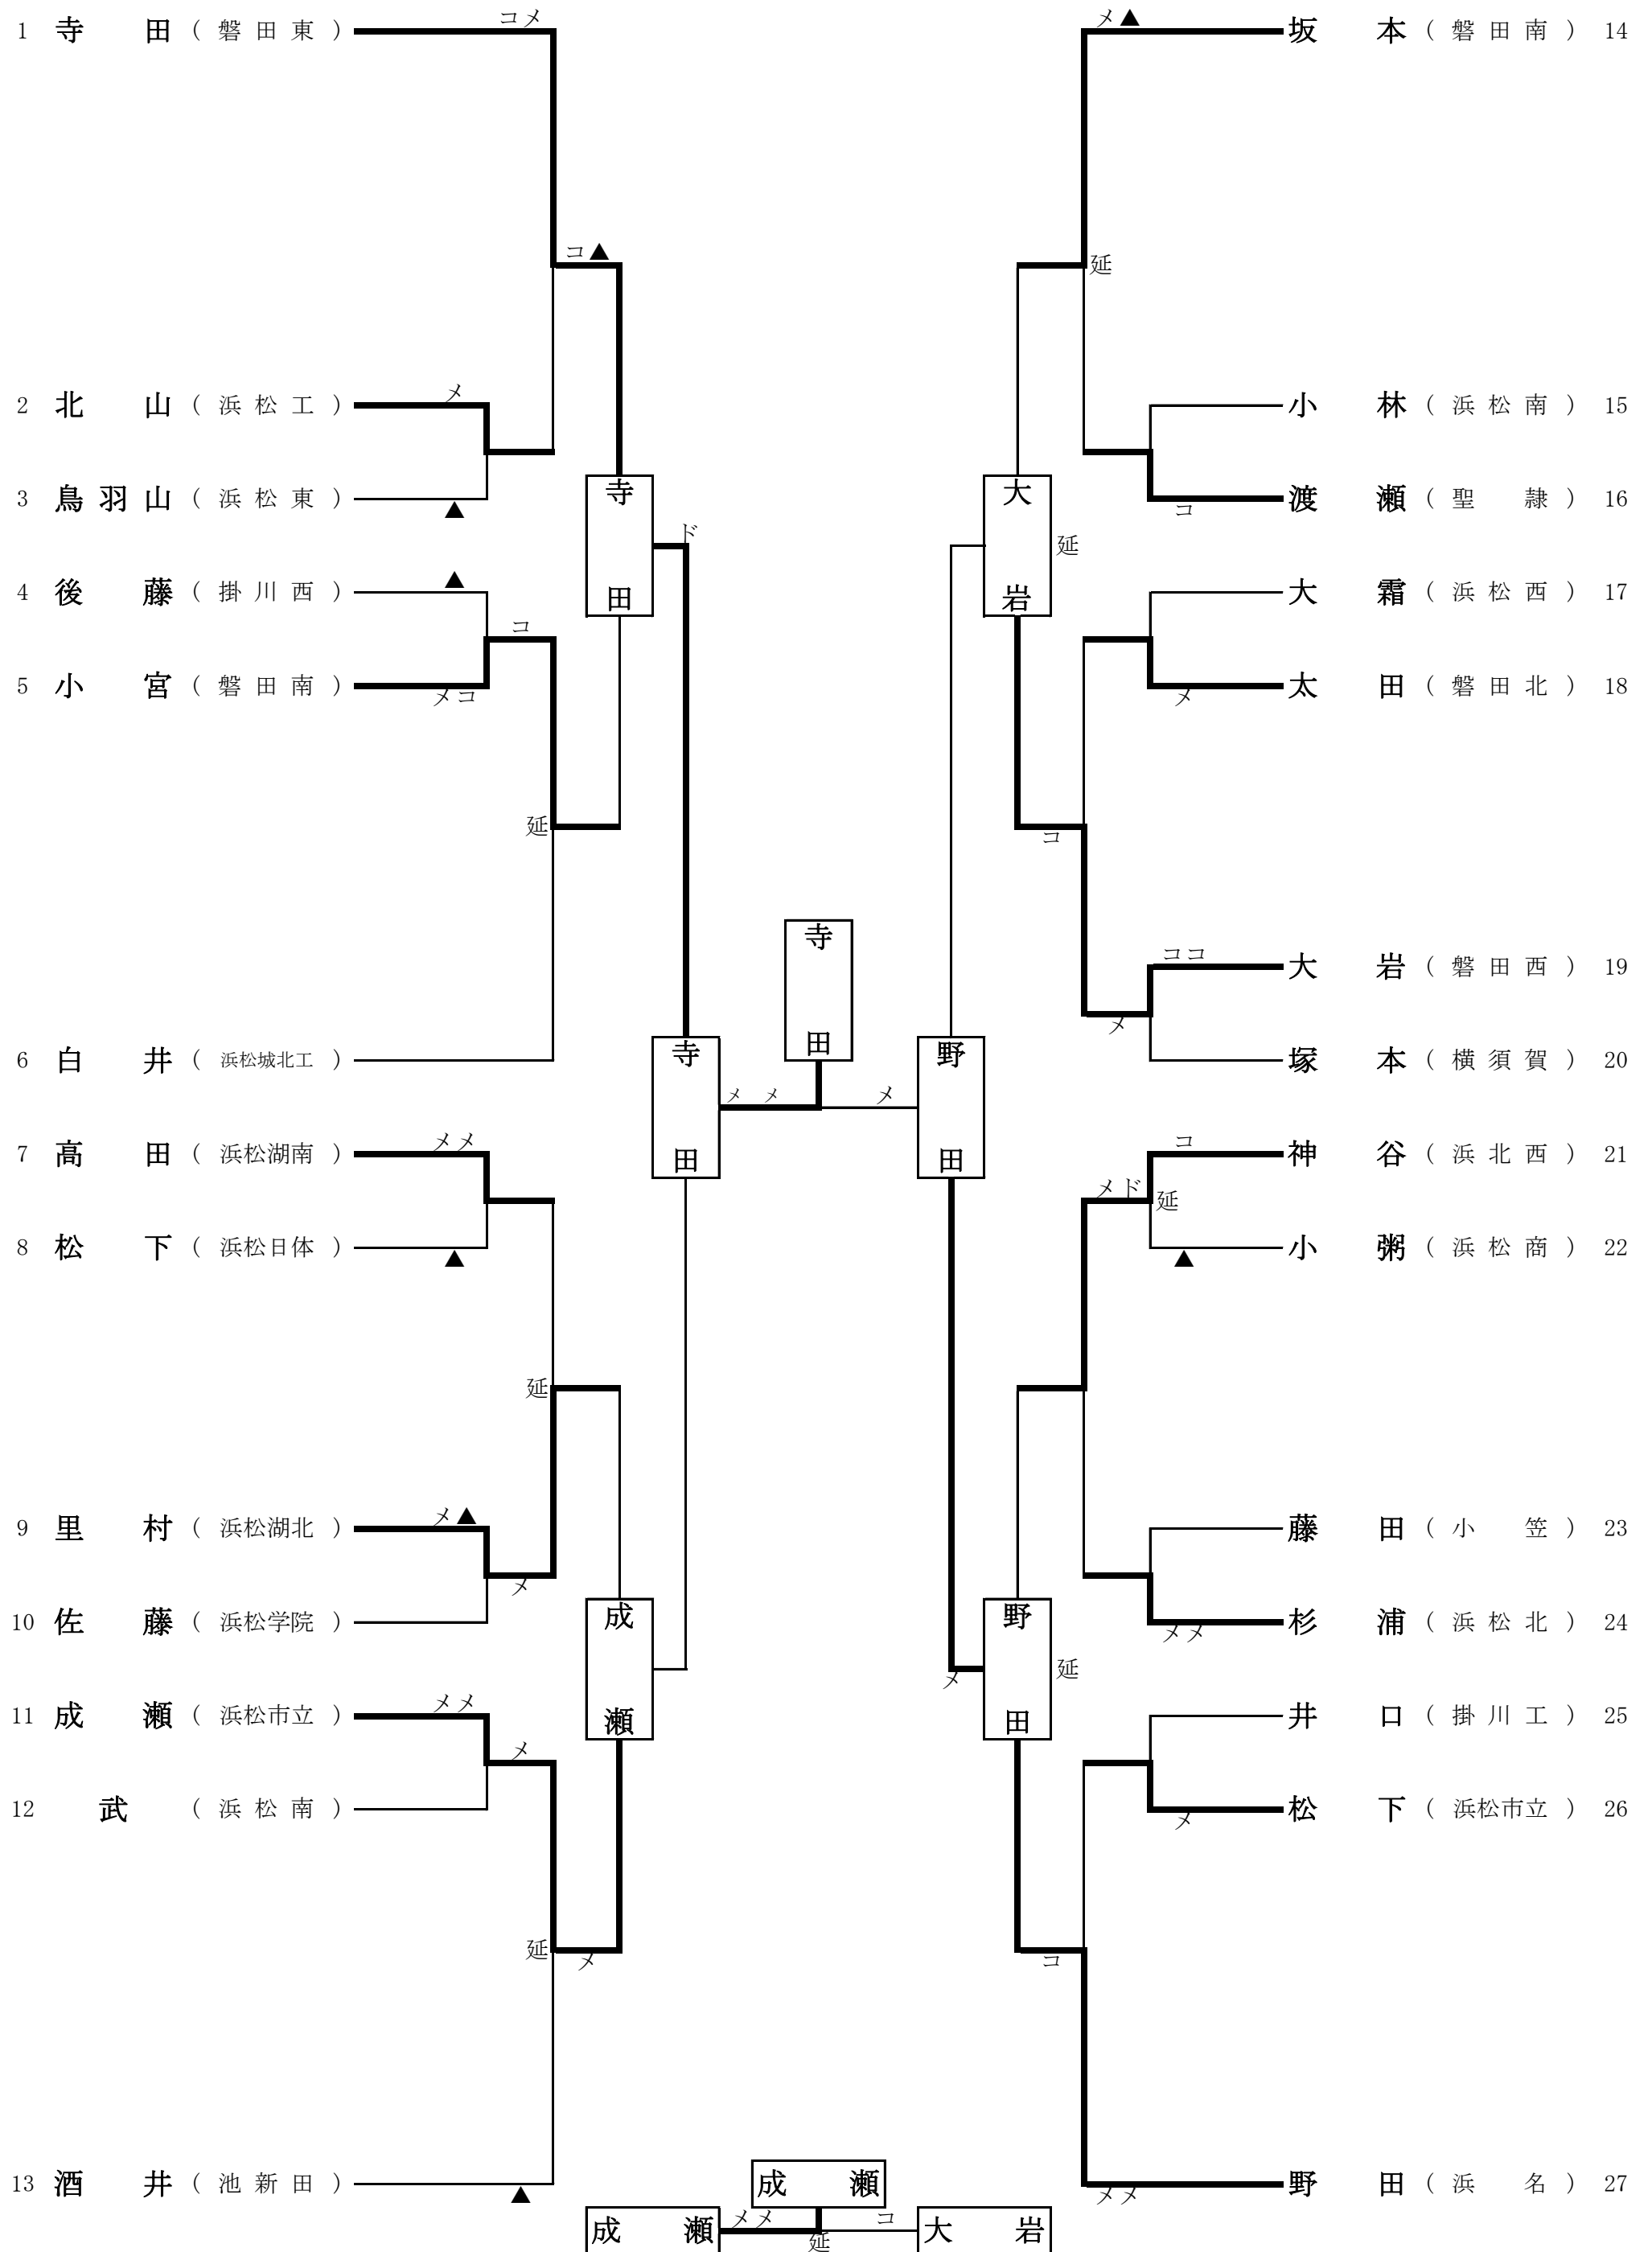 コメ
メ▲
1 寺田 (磐田東)
坂本 (磐田南) 14
コ▲
延
メ
2 北山 (浜松工)
小林 (浜松南) 15
3 鳥羽山 (浜松東)
渡瀬 (聖隷) 16
▲
コ
寺田
大岩
ド
延
▲
4 後藤 (掛川西)
大霜 (浜松西) 17
コ
5 小宮 (磐田南)
太田 (磐田北) 18
メコ
メ
延
コ
寺田
ココ
大岩 (磐田西) 19
メ
6 白井 (浜松城北工)
塚本 (横須賀) 20
寺田
野田
メ メ
メ
メメ
コ
7 高田 (浜松湖南)
神谷 (浜北西) 21
メド
延
8 松下 (浜松日体)
小粥 (浜松商) 22
▲
▲
延
メ▲
9 里村 (浜松湖北)
藤田 (小笠) 23
メ
10 佐藤 (浜松学院)
杉浦 (浜松北) 24
メメ
成瀬
野田
メ
延
メメ
11 成瀬 (浜松市立)
井口 (掛川工) 25
メ
12 武 (浜松南)
松下 (浜松市立) 26
メ
延
メ
コ
13 酒井 (池新田)
野田 (浜名) 27
▲
メメ
成瀬
成瀬
メメ
延
コ
大岩